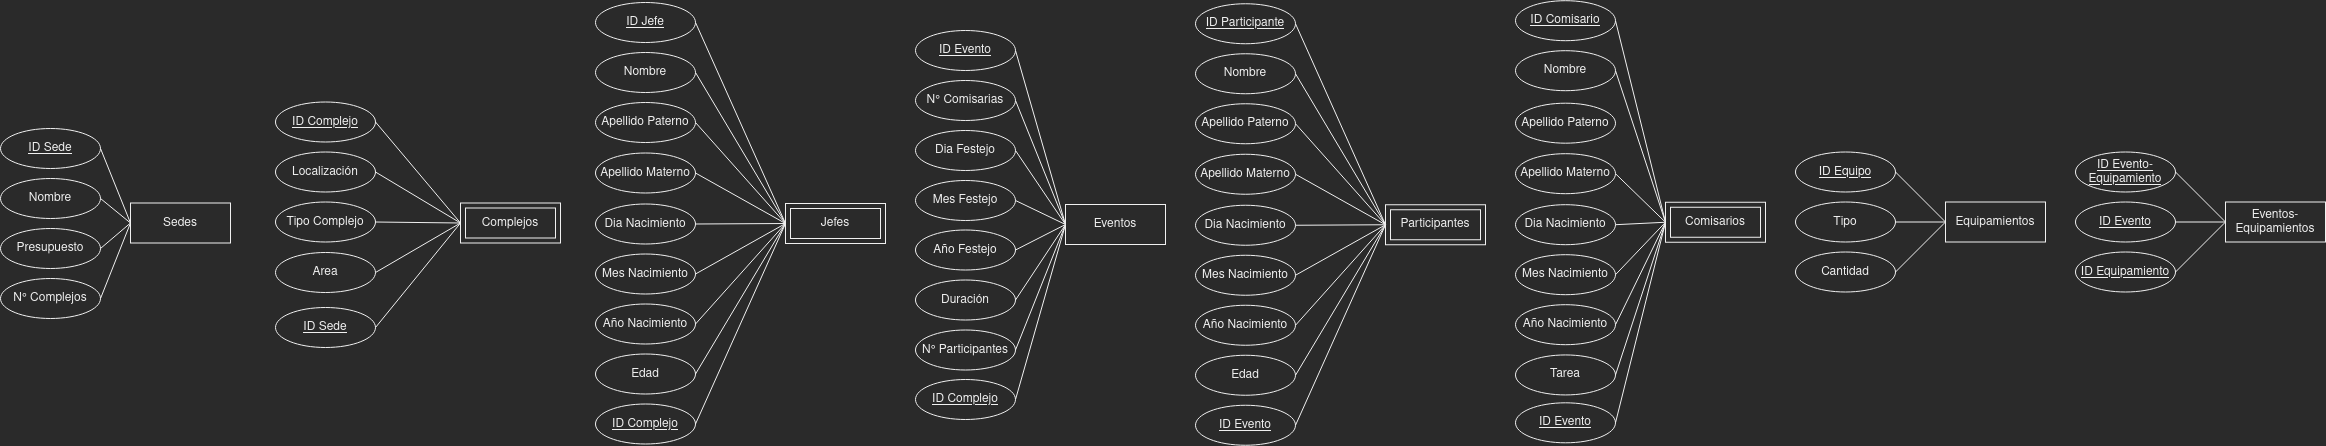 ID Sede
Nombre
Presupuesto
N° Complejos
Sedes
ID Complejo
Localización
Tipo Complejo
Area
ID Sede
Complejos
ID Jefe
Nombre
Apellido Paterno
Apellido Materno
Dia Nacimiento
Mes Nacimiento
Año Nacimiento
Edad
ID Complejo
Jefes
ID Evento
N° Comisarias
Dia Festejo
Mes Festejo
Año Festejo
Duración
N° Participantes
ID Complejo
Eventos
ID Participante
Nombre
Apellido Paterno
Apellido Materno
Dia Nacimiento
Mes Nacimiento
Año Nacimiento
Edad
ID Evento
Participantes
ID Comisario
Nombre
Apellido Paterno
Apellido Materno
Dia Nacimiento
Mes Nacimiento
Año Nacimiento
Tarea
ID Evento
Comisarios
ID Equipo
Tipo
Cantidad
Equipamientos
ID Evento-
Equipamiento
ID Evento
ID Equipamiento
Eventos-
Equipamientos